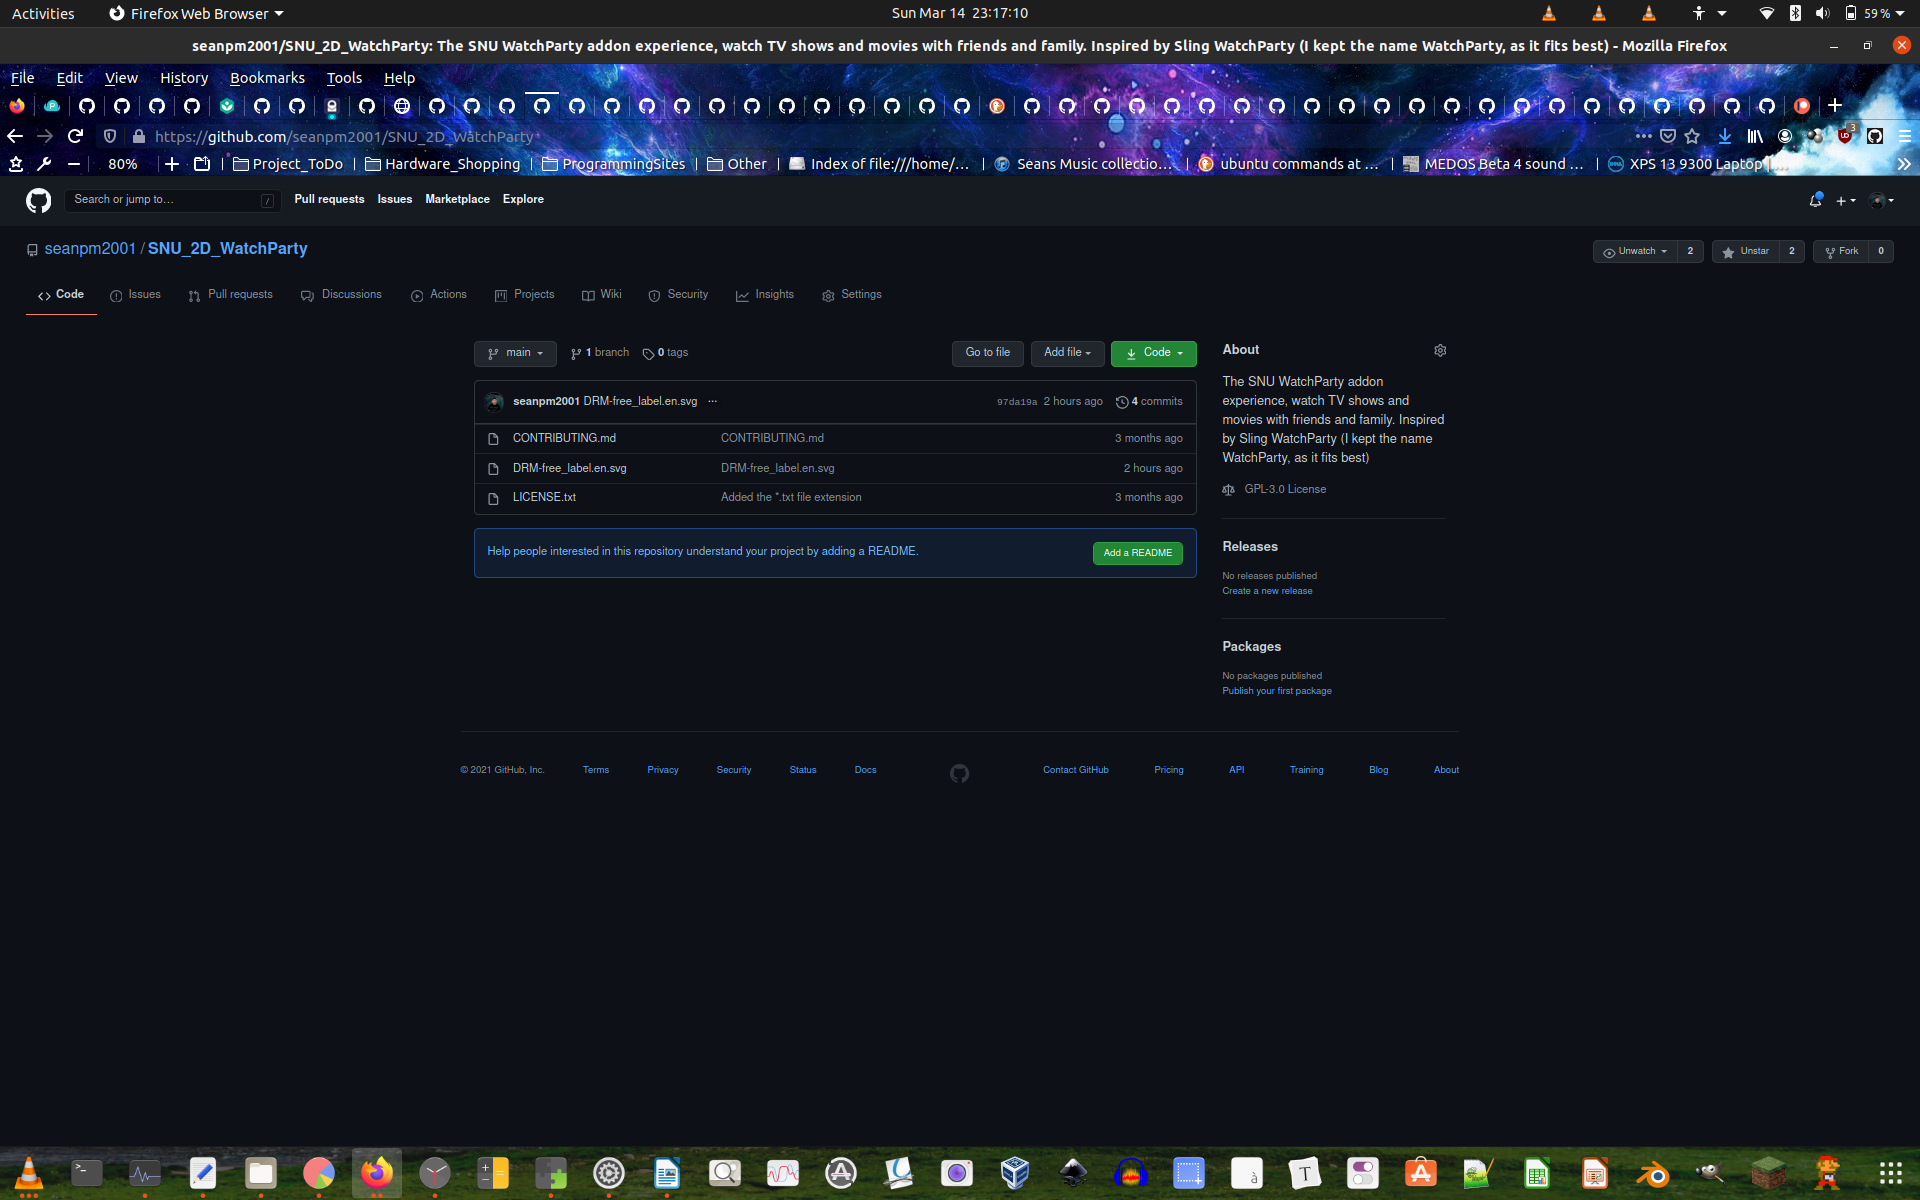 Activities
Firefox Web Browser
Sun Mar 14 23:17:10
59 %
seanpm2001/SNU_2D_WatchParty: The SNU WatchParty addon experience, watch TV shows and movies with friends and family. Inspired by Sling WatchParty (I kept the name WatchParty, as it fits best) - Mozilla Firefox
File Edit View History Bookmarks Tools Help
https://github.com/seanpm2001/SNU_2D_WatchParty
3
80%
Project_ToDo
Hardware_Shopping
ProgrammingSites
Other
Index of file:///home/…
Seans Music collectio…
ubuntu commands at …
MEDOS Beta 4 sound …
XPS 13 9300 Laptop
Search or jump to…
/
Pull requests Issues Marketplace Explore
seanpm2001 / SNU_2D_WatchParty
Unwatch 2
Unstar 2
Fork 0
Code
Issues
Pull requests
Discussions
Actions
Projects
Wiki
Security
Insights
Settings
main
1 branch
0 tags
Go to file
Add file
Code
seanpm2001 DRM-free_label.en.svg ...
97da19a 2 hours ago
4 commits
CONTRIBUTING.md CONTRIBUTING.md 3 months ago
DRM-free_label.en.svg DRM-free_label.en.svg 2 hours ago
LICENSE.txt Added the *.txt file extension 3 months ago
Help people interested in this repository understand your project by adding a README.
Add a README
About
The SNU WatchParty addon
experience, watch TV shows and
movies with friends and family. Inspired
by Sling WatchParty (I kept the name
WatchParty, as it fits best)
GPL-3.0 License
Releases
No releases published
Create a new release
Packages
No packages published
Publish your first package
© 2021 GitHub, Inc. Terms Privacy Security Status Docs Contact GitHub Pricing API Training Blog About